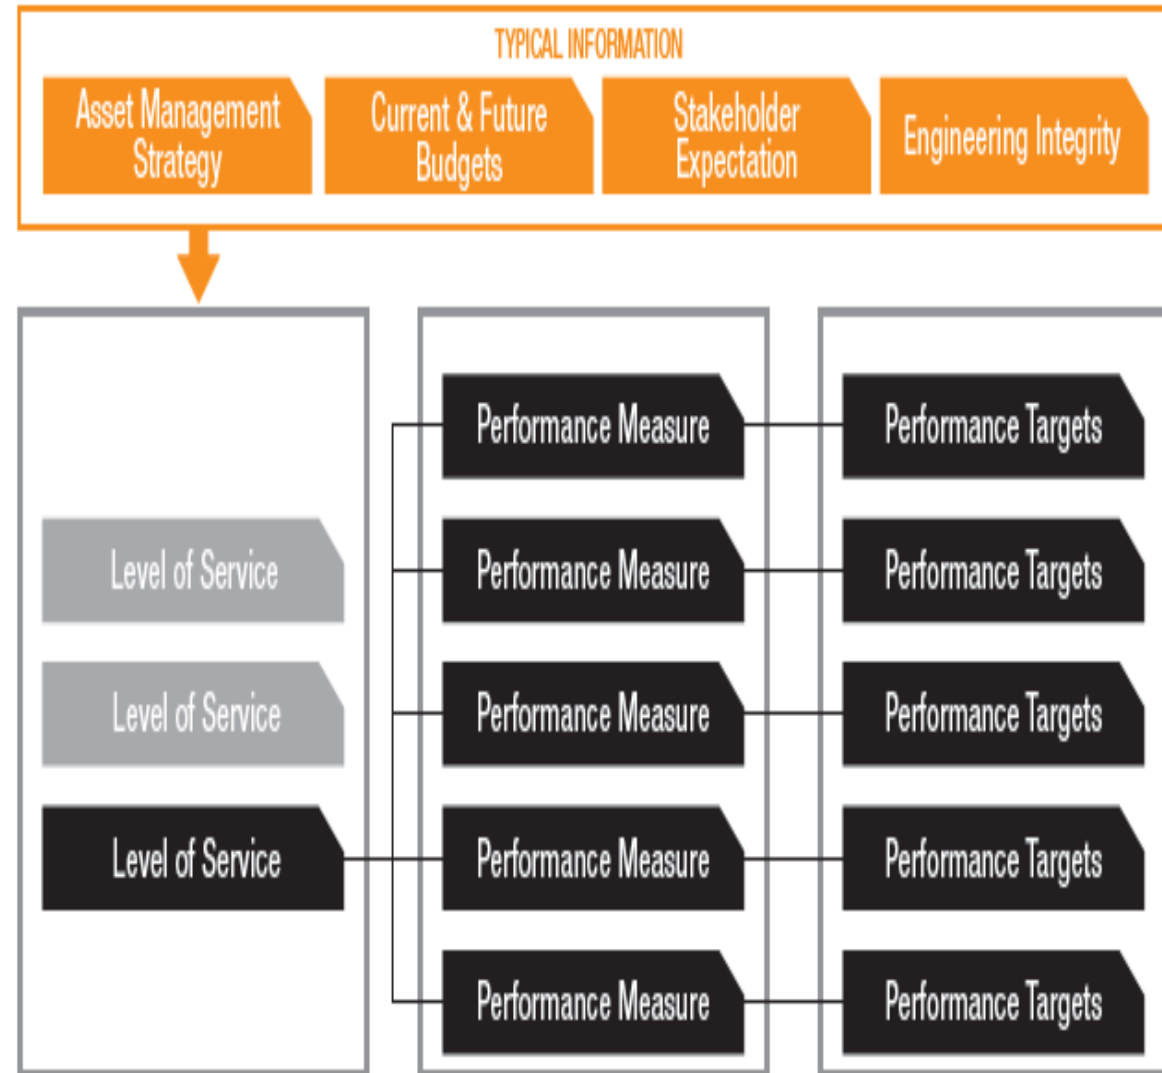 TYPICAL INFORMATION
Asset Management
Strategy
Current & Future
Budgets
Stakeholder
Expectation
Engineering Integrity
Level of Service
Level of Service
Level of Service
Performance Measure
Performance Measure
Performance Measure
Performance Measure
Performance Measure
Performance Targets
Performance Targets
Performance Targets
Performance Targets
Performance Targets